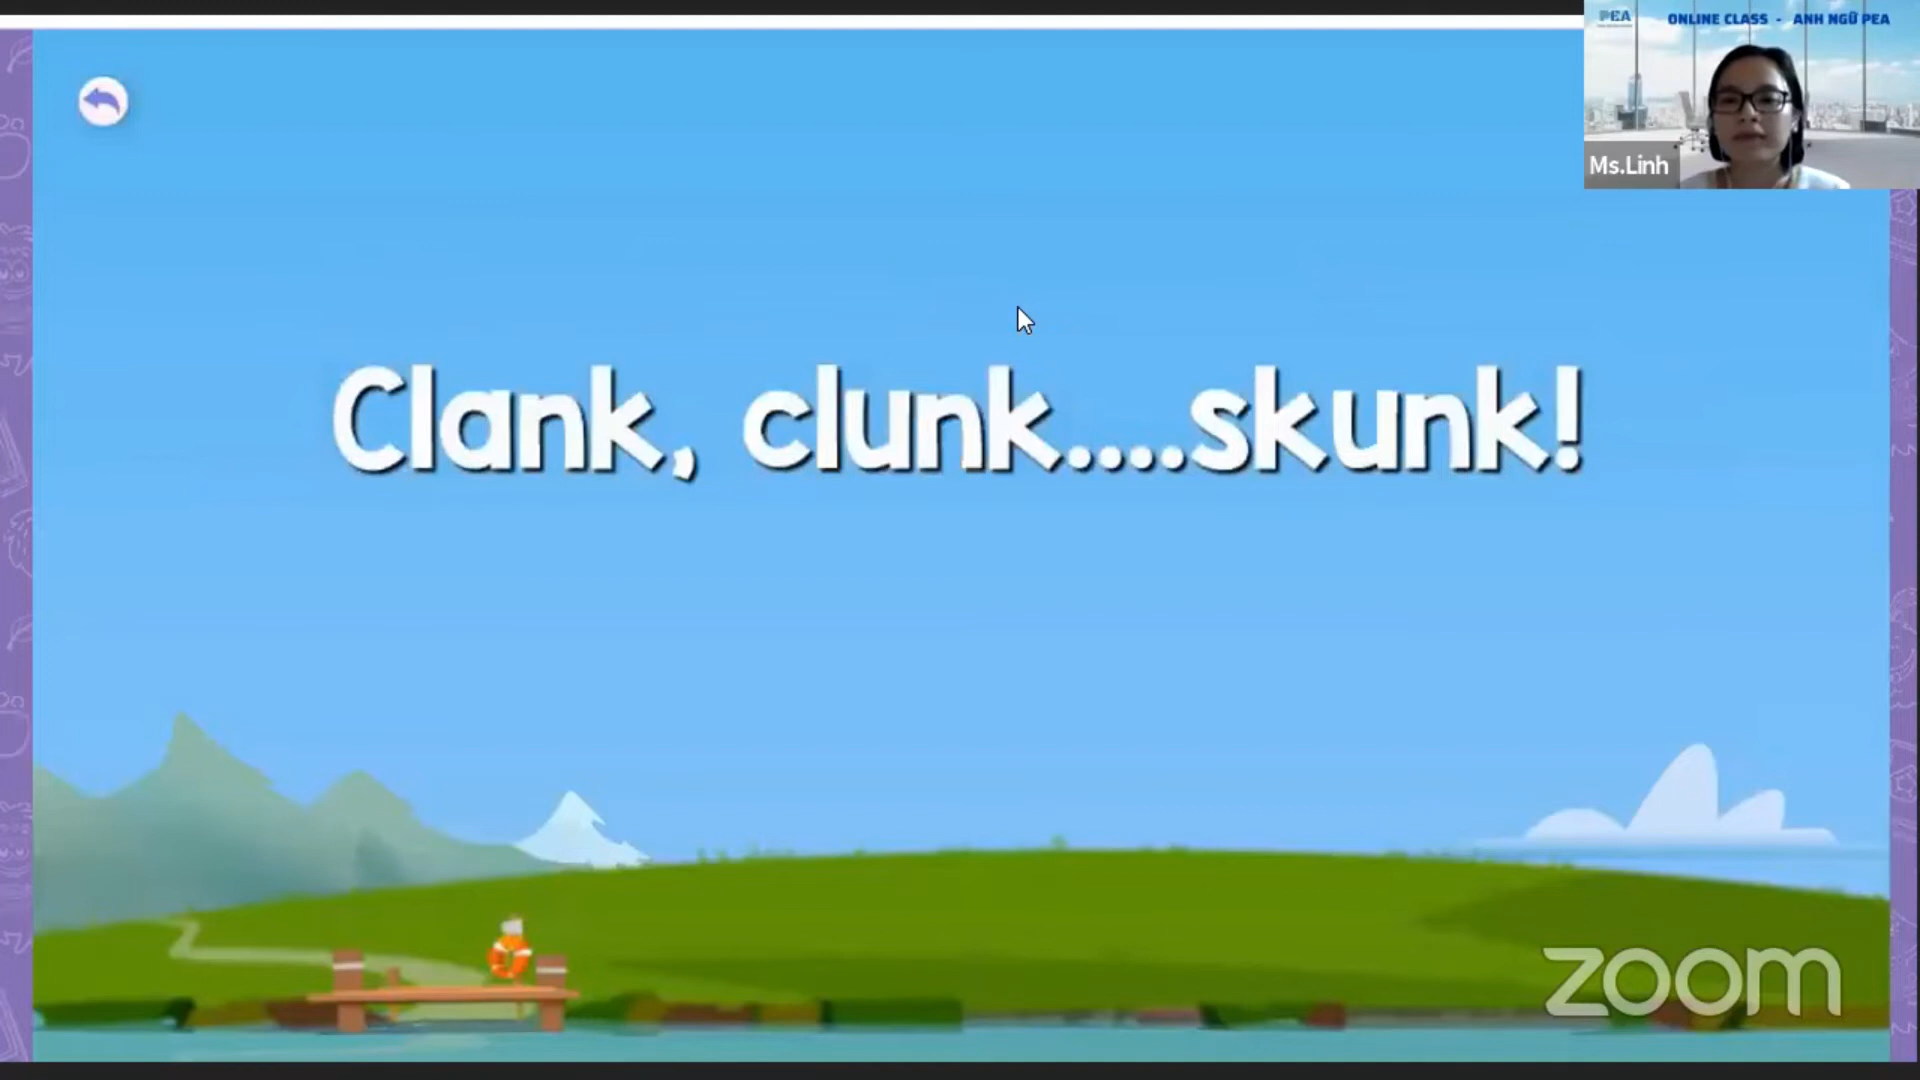 PEA
ONLINE CLASS - ANH NGỮ PEA
Ms.Linh
Clank, clunk....skunk!
zoom